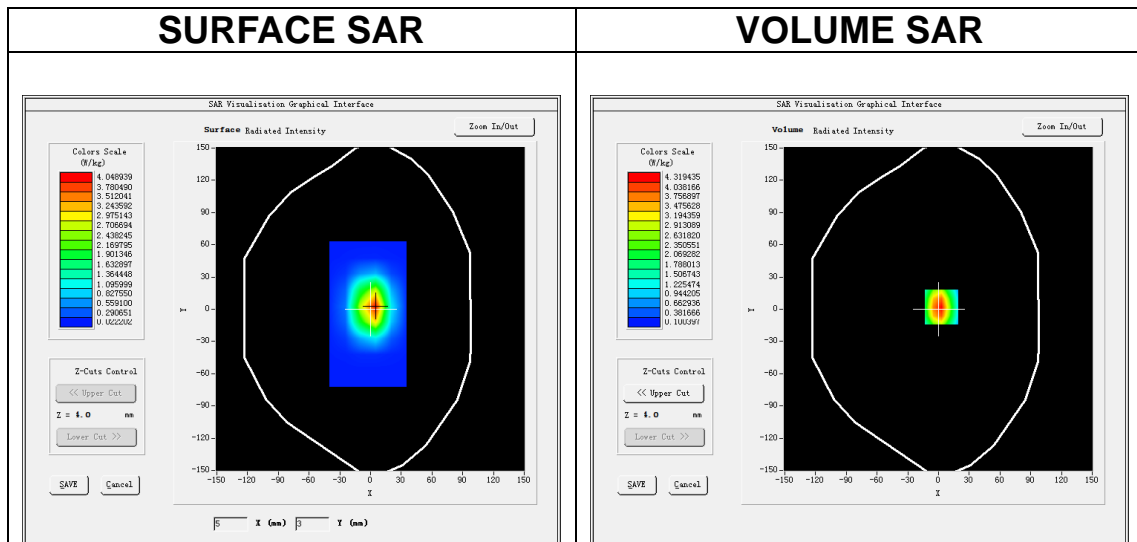 SURFACE SAR
SAR Visualisation Graphical Interface
Surface Radiated Intensity
Zoom In/Out
Colors Scale
(W/kg)
4.048939
3.780490
3.512041
3.243592
2.975143
2.706694
2.438245
2.169795
1.901346
1.632897
1.364448
1.095999
0.827550
0.559100
0.290651
0.022202
Z-Cuts Control
<< Upper Cut
Z = 4.0 mm
Lower Cut >>
SAVE Cancel
150
120
90
60
30
0
-30
-60
-90
-120
-150
Y
-150 -120 -90 -60 -30 0 30 60 90 120 150
X
5 X (mm) 3 Y (mm)
VOLUME SAR
SAR Visualisation Graphical Interface
Volume Radiated Intensity
Zoom In/Out
Colors Scale
(W/kg)
4.319435
4.038166
3.756897
3.475628
3.194359
2.913089
2.631820
2.350551
2.069282
1.788013
1.506743
1.225474
0.944205
0.662936
0.381666
0.100397
Z-Cuts Control
<< Upper Cut
Z = 4.0 mm
Lower Cut >>
SAVE Cancel
150
120
90
60
30
0
-30
-60
-90
-120
-150
Y
-150 -120 -90 -60 -30 0 30 60 90 120 150
X